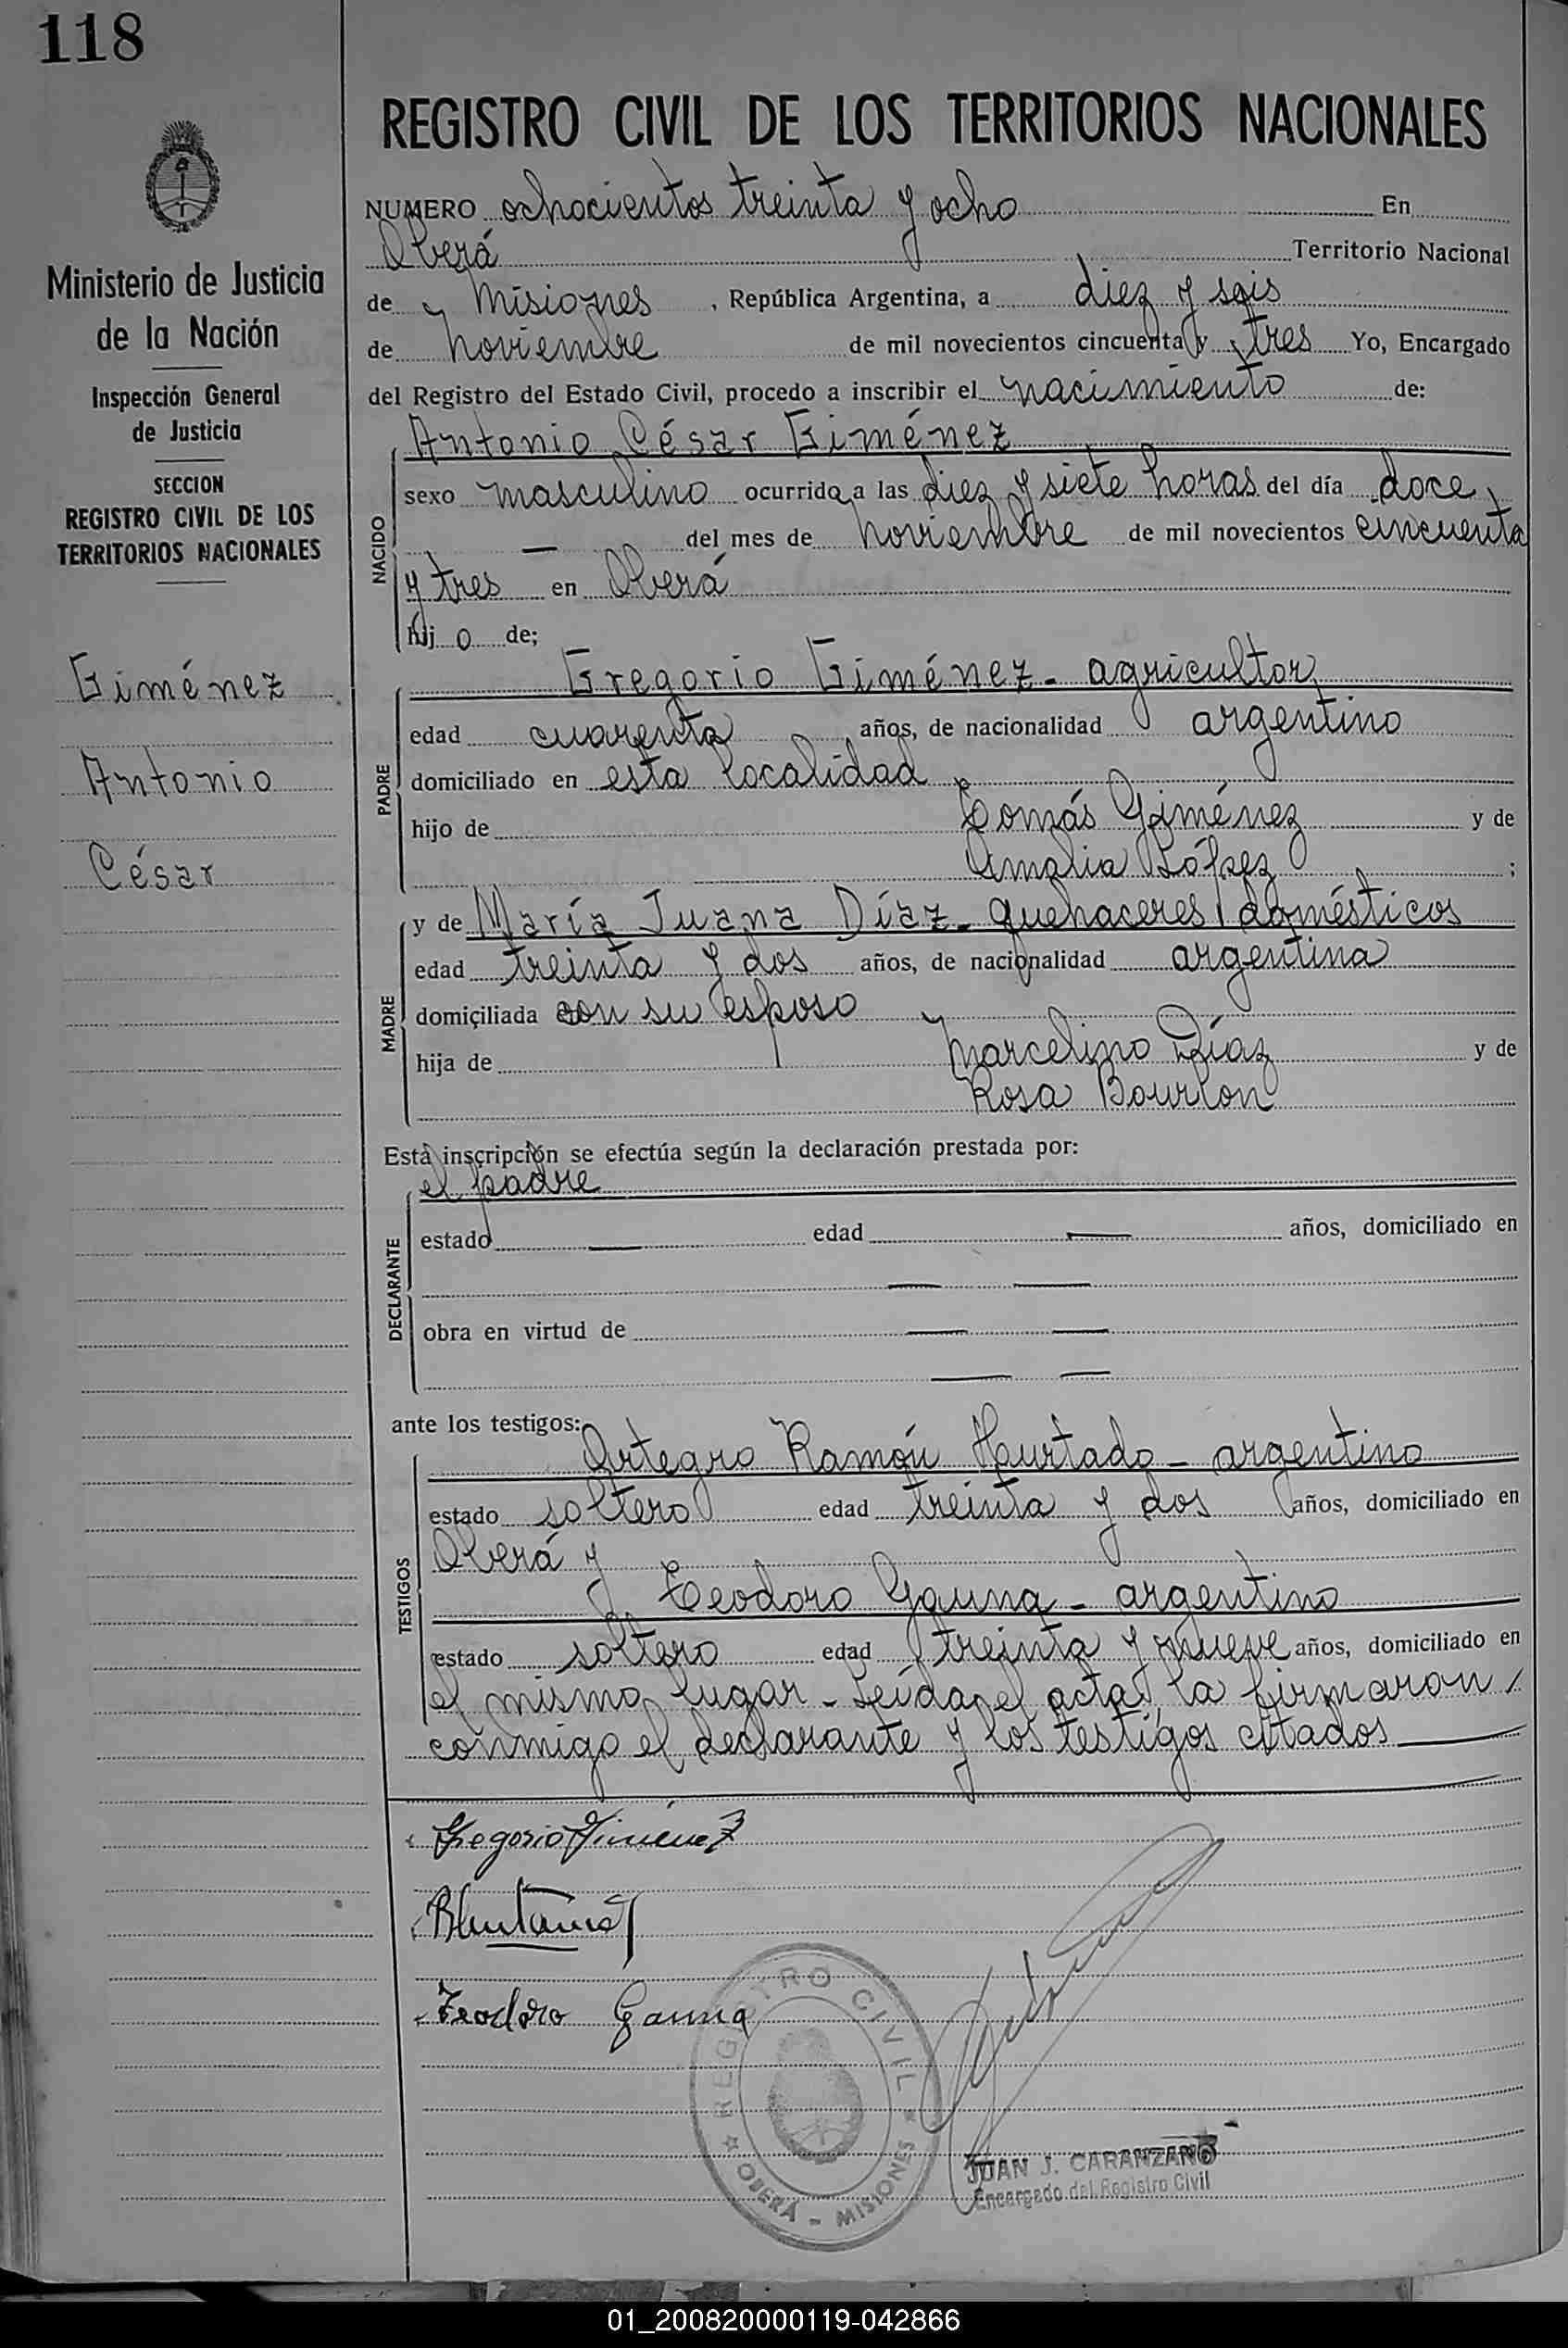 118
REGISTRO CIVIL DE LOS TERRITORIOS NACIONALES
Ministerio de Justicia
de la Nación
Inspección General
de Justicia
SECCION
REGISTRO CIVIL DE LOS
TERRITORIOS NACIONALES
Giménez
Antonio
César
NUMERO ochocientos treinta y ocho En
Oberá Territorio Nacional
de Misiones, República Argentina, a diez y seis
de noviembre de mil novecientos cincuenta y tres Yo, Encargado
del Registro del Estado Civil, procedo a inscribir el nacimiento de:
NACIDO
Antonio César Giménez
sexo masculino ocurrido a las diez y siete horas del día doce
— del mes de noviembre de mil novecientos cincuenta
y tres en Oberá
hijo de;
PADRE
Gregorio Giménez - agricultor
edad cuarenta años, de nacionalidad argentino
domiciliado en esta localidad
hijo de Tomás Giménez y de
Amalia López ;
MADRE
y de María Juana Díaz - quehaceres domésticos
edad treinta y dos años, de nacionalidad argentina
domiciliada con su esposo
hija de Marcelino Díaz y de
Rosa Bourlon
Esta inscripción se efectúa según la declaración prestada por:
DECLARANTE
el padre
estado — edad — años, domiciliado en
— —
obra en virtud de — —
— —
ante los testigos:
TESTIGOS
Artegro Ramón Hurtado - argentino
estado soltero edad treinta y dos años, domiciliado en
Oberá y
Teodoro Gauna - argentino
estado soltero edad treinta y nueve años, domiciliado en
el mismo lugar - Leída el acta, la firmaron
conmigo el declarante y los testigos citados
Gregorio Giménez
Teodoro Gauna
REGISTRO CIVIL
OBERÁ - MISIONES
JUAN J. CARANZANO
Encargado del Registro Civil
01_200820000119-042866